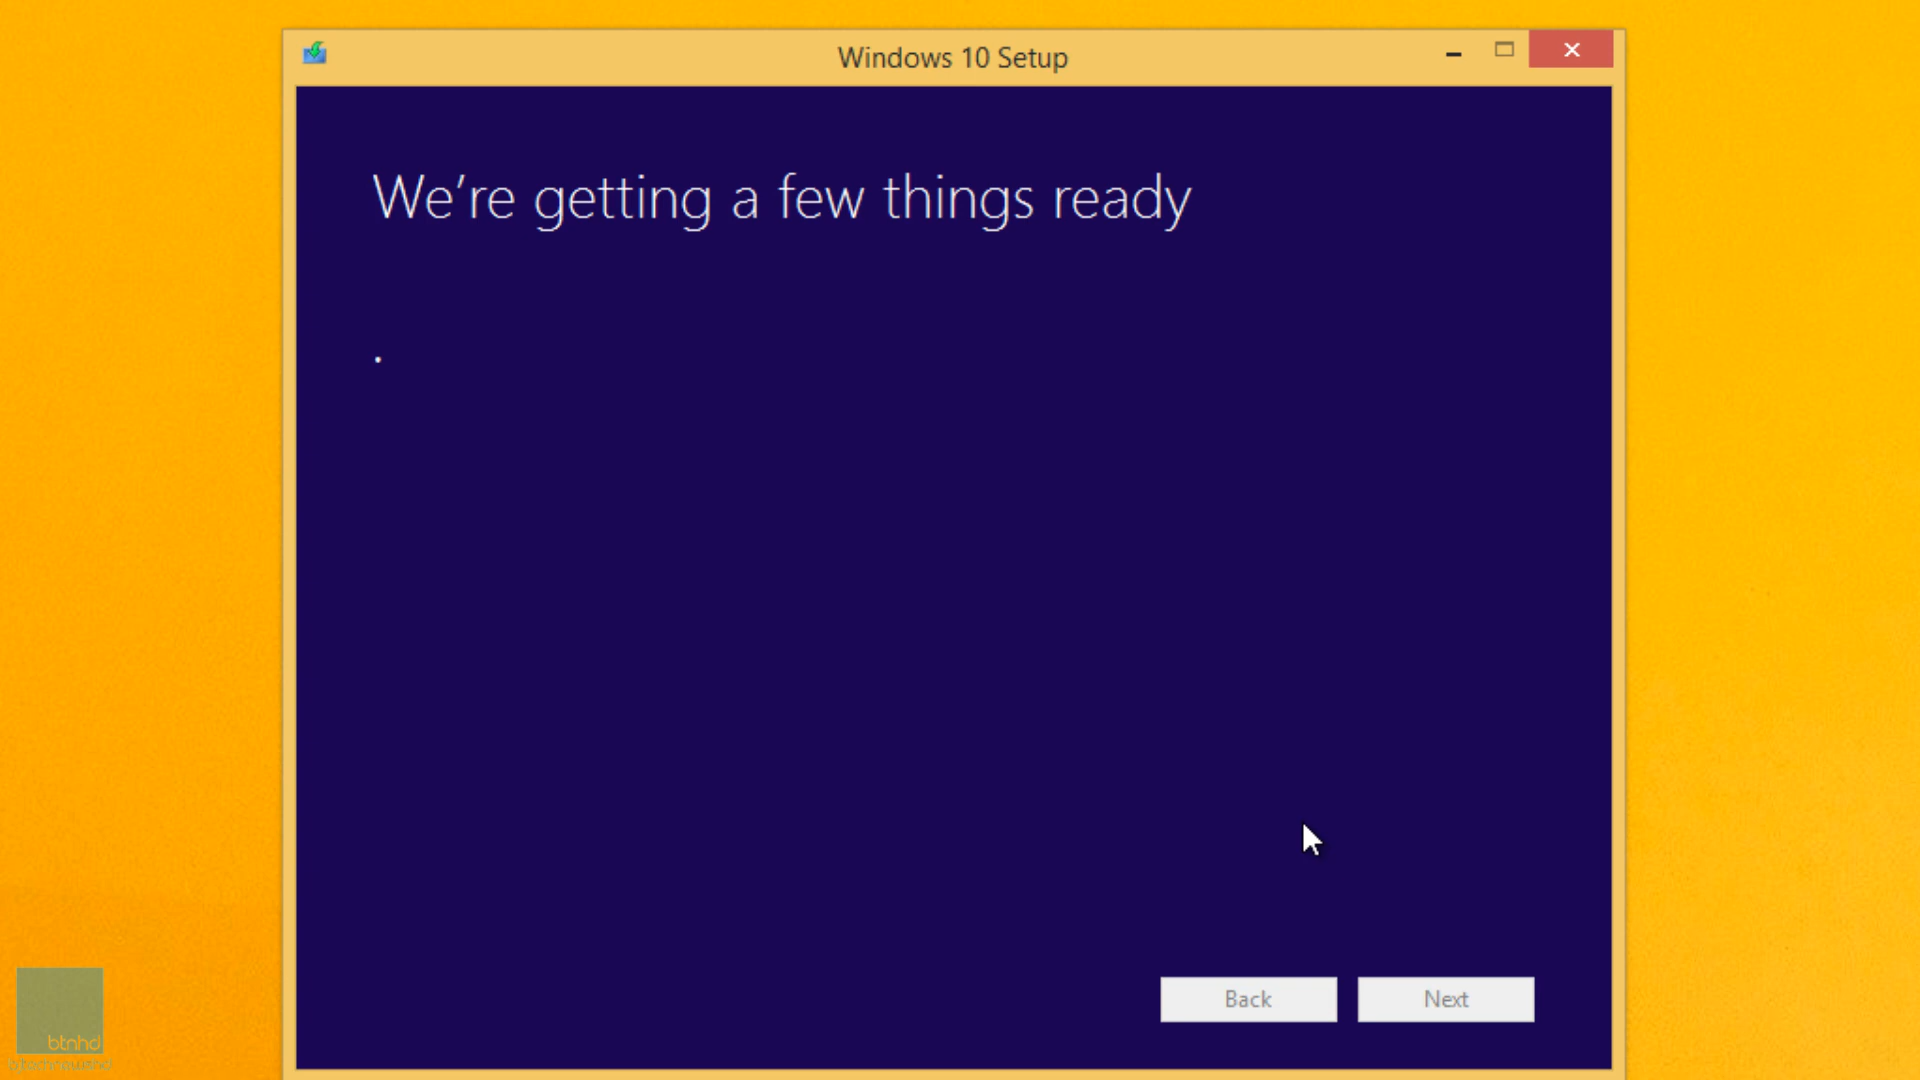 Windows 10 Setup
We’re getting a few things ready
Back
Next
btnhd